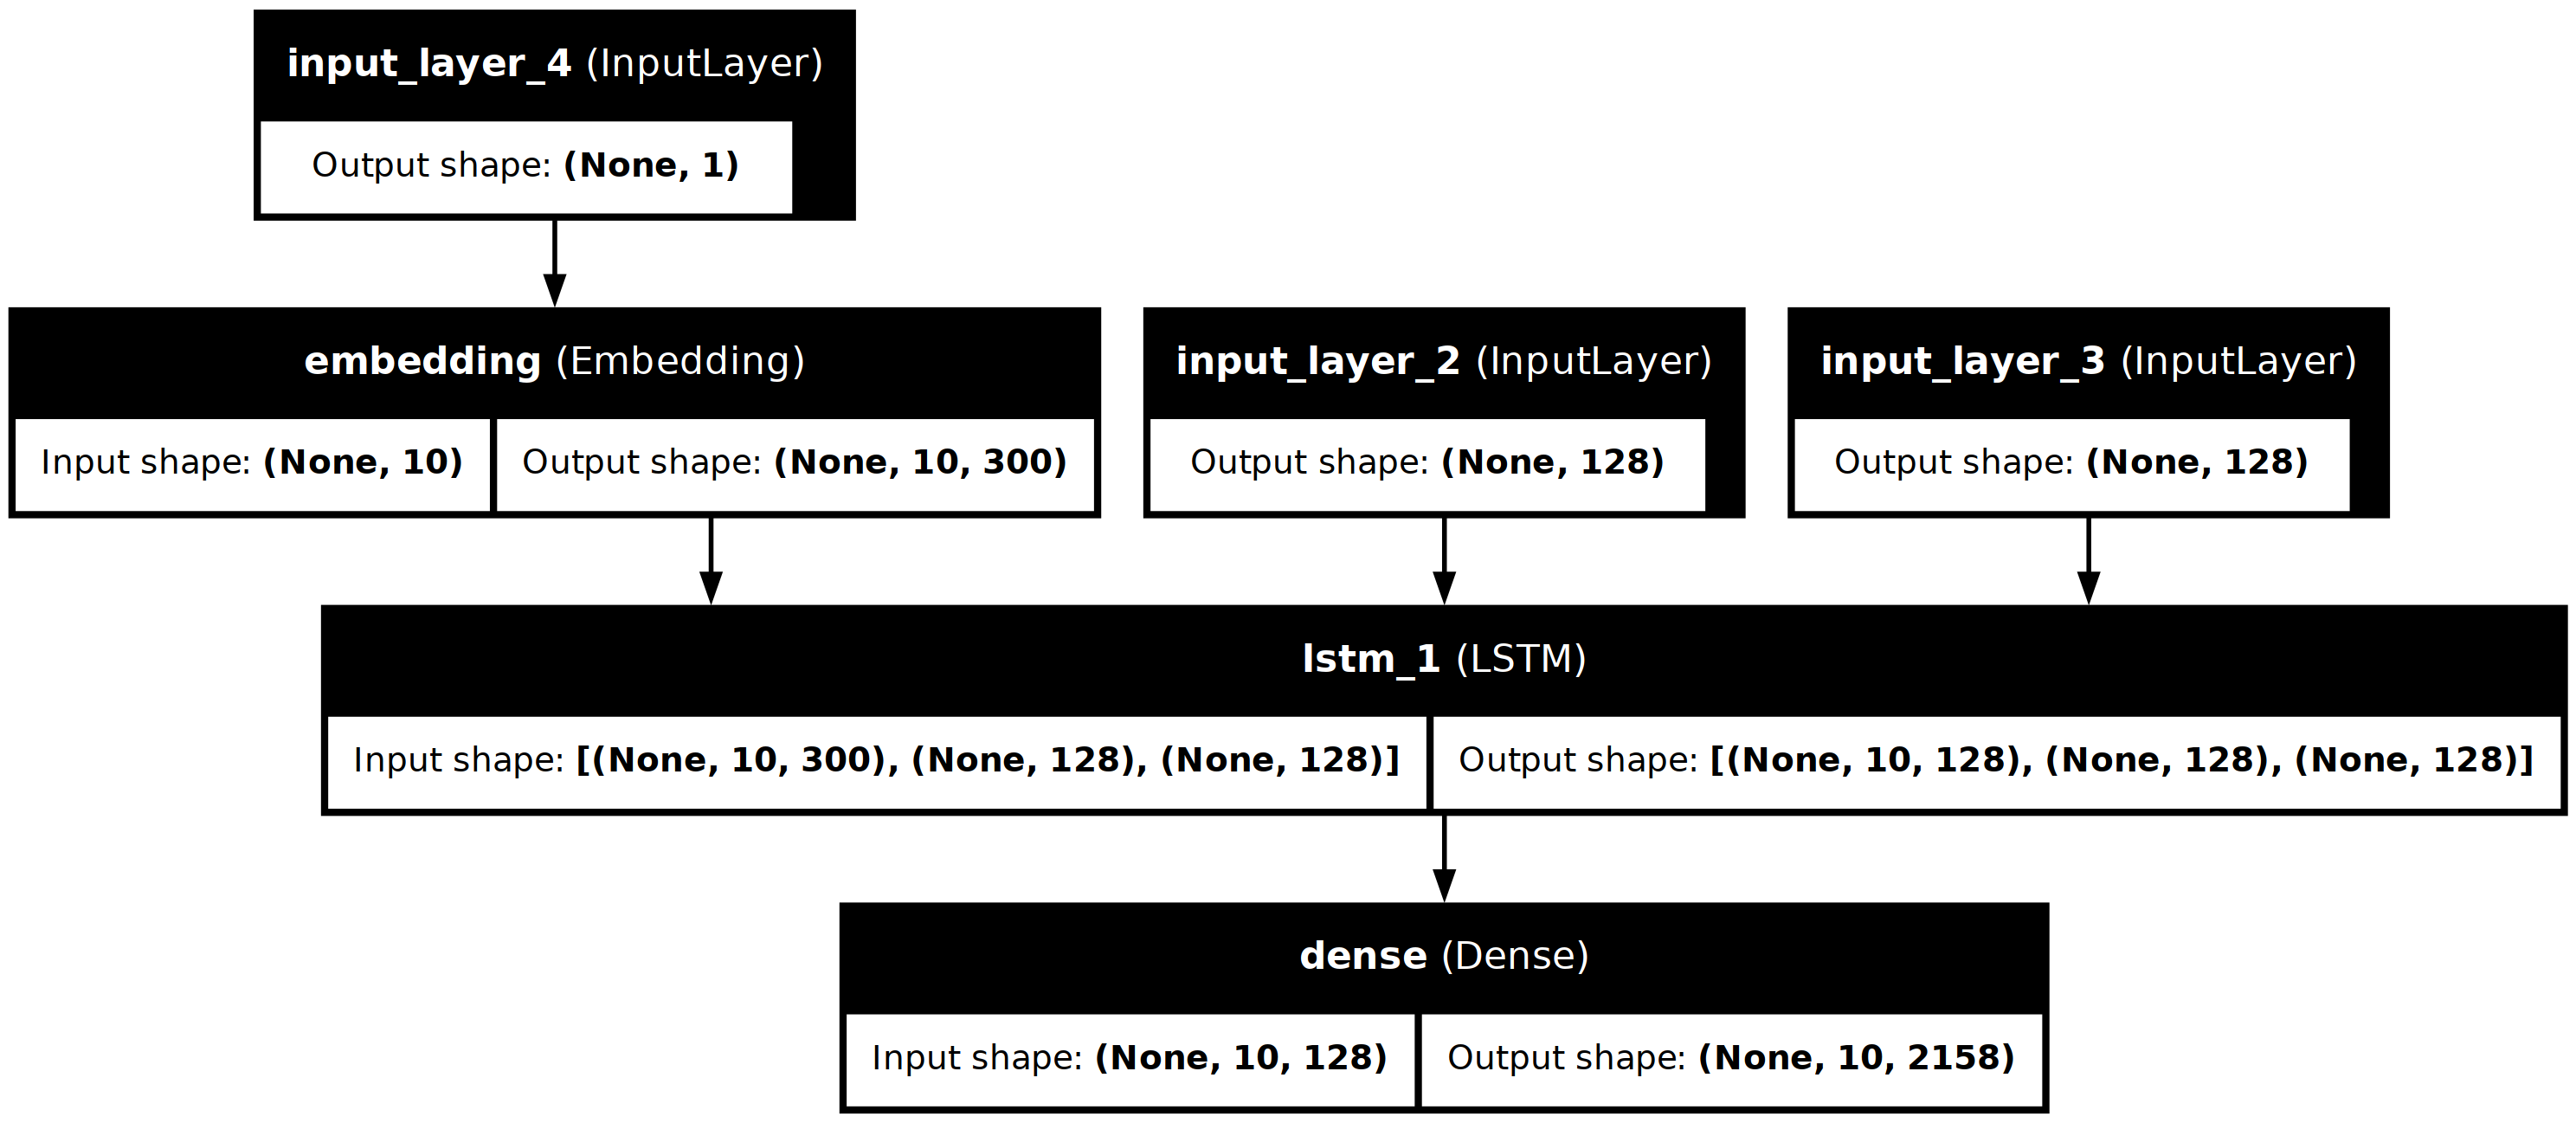 input_layer_4 (InputLayer)
Output shape: (None, 1)
embedding (Embedding)
Input shape: (None, 10) Output shape: (None, 10, 300)
input_layer_2 (InputLayer)
Output shape: (None, 128)
input_layer_3 (InputLayer)
Output shape: (None, 128)
lstm_1 (LSTM)
Input shape: [(None, 10, 300), (None, 128), (None, 128)] Output shape: [(None, 10, 128), (None, 128), (None, 128)]
dense (Dense)
Input shape: (None, 10, 128) Output shape: (None, 10, 2158)